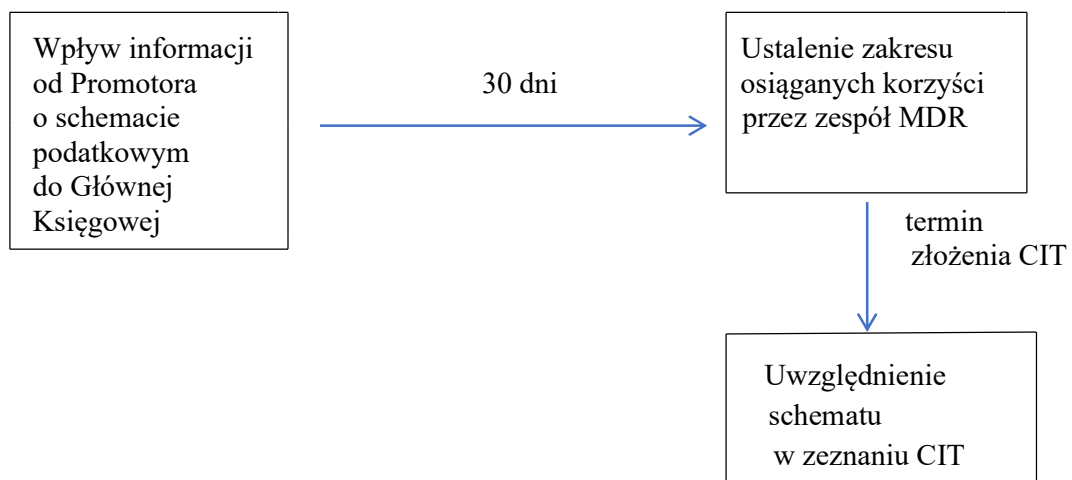 Wpływ informacji
od Promotora
o schemacie
podatkowym
do Głównej
Księgowej
30 dni
Ustalenie zakresu
osiąganych korzyści
przez zespół MDR
termin
złożenia CIT
Uwzględnienie
schematu
w zeznaniu CIT